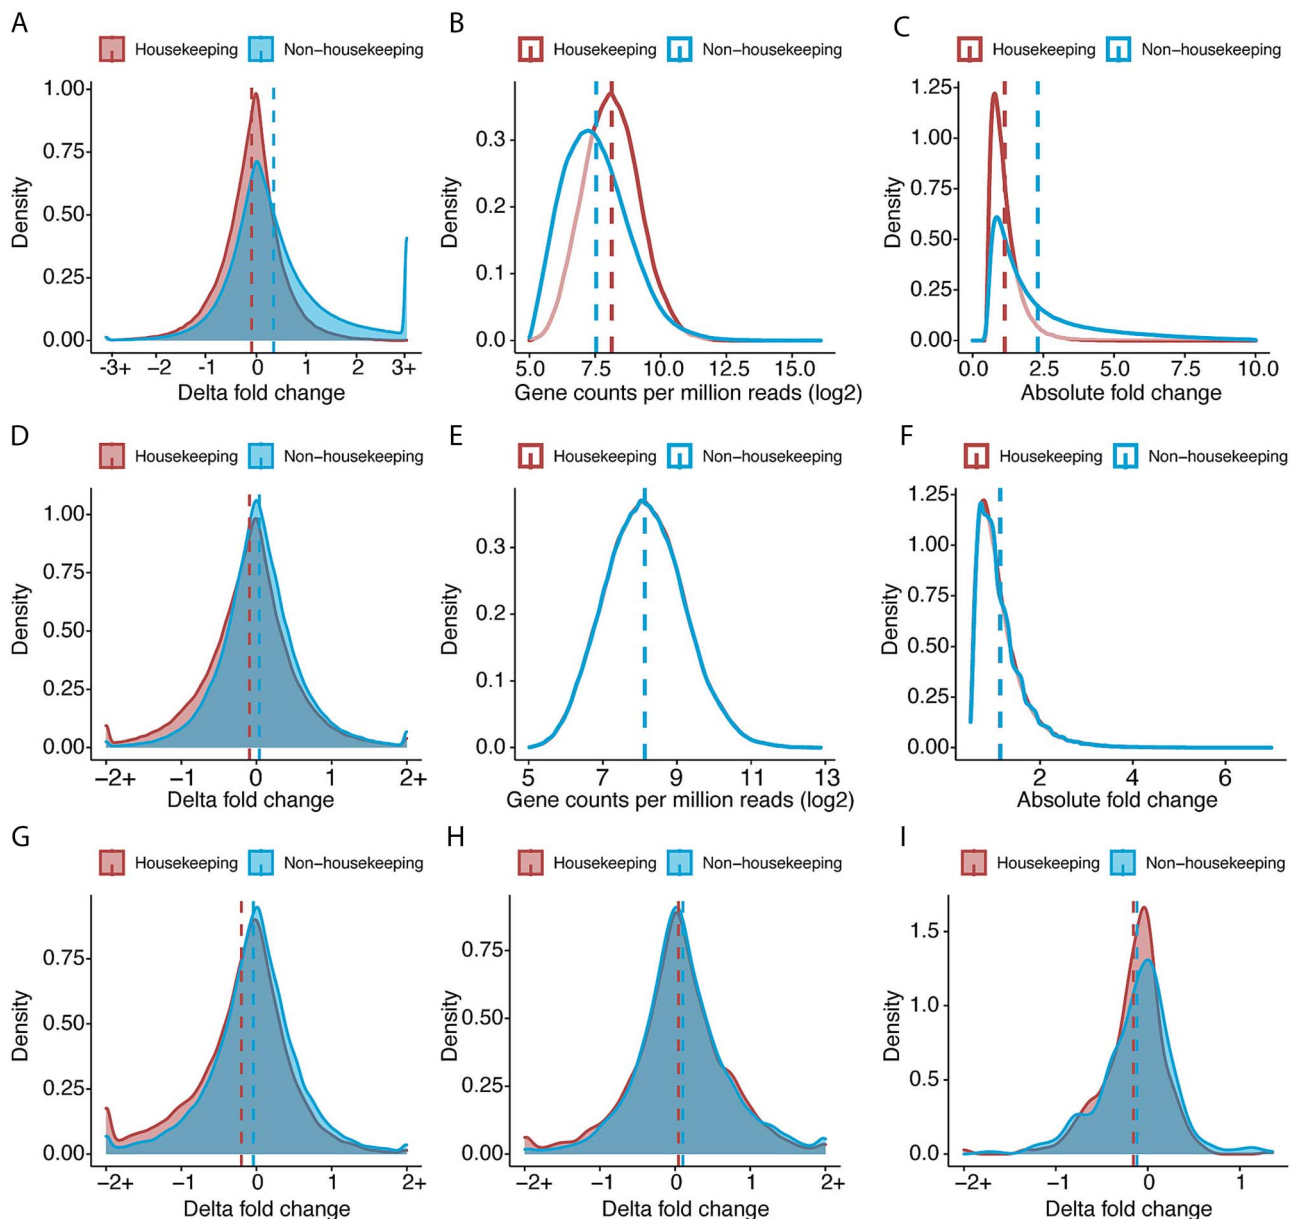 A
Housekeeping Non−housekeeping
Density
1.00
0.75
0.50
0.25
0.00
-3+ −2 -1 0 1 2 3+
Delta fold change
B
Housekeeping Non−housekeeping
Density
0.3
0.2
0.1
0.0
5.0 7.5 10.0 12.5 15.0
Gene counts per million reads (log2)
C
Housekeeping Non−housekeeping
Density
1.25
1.00
0.75
0.50
0.25
0.00
0.0 2.5 5.0 7.5 10.0
Absolute fold change
D
Housekeeping Non−housekeeping
Density
1.00
0.75
0.50
0.25
0.00
−2+ −1 0 1 2+
Delta fold change
E
Housekeeping Non−housekeeping
Density
0.3
0.2
0.1
0.0
5 7 9 11 13
Gene counts per million reads (log2)
F
Housekeeping Non−housekeeping
Density
1.25
1.00
0.75
0.50
0.25
0.00
2 4 6
Absolute fold change
G
Housekeeping Non−housekeeping
Density
0.75
0.50
0.25
0.00
−2+ −1 0 1 2+
Delta fold change
H
Housekeeping Non−housekeeping
Density
0.75
0.50
0.25
0.00
−2+ −1 0 1 2+
Delta fold change
I
Housekeeping Non−housekeeping
Density
1.5
1.0
0.5
0.0
−2+ −1 0 1
Delta fold change